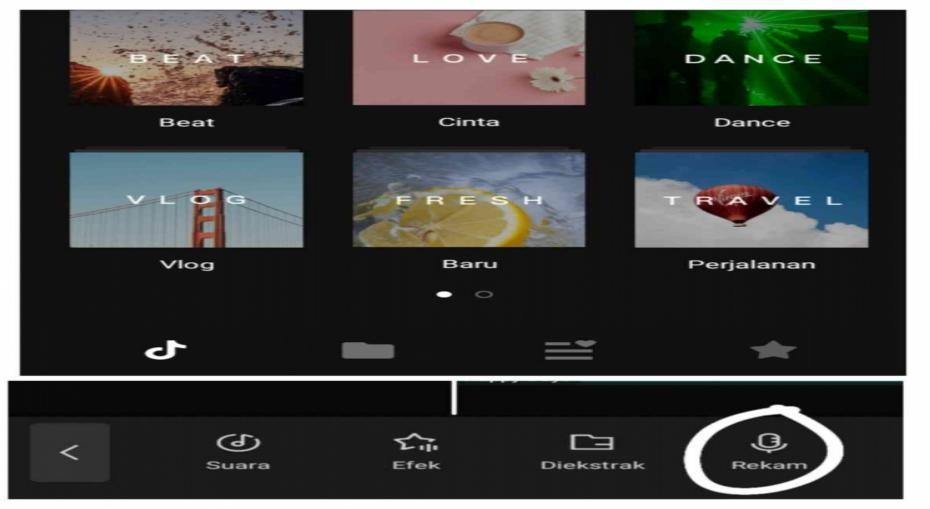 BEAT LOVE DANCE
Beat Cinta Dance
VLOG FRESH TRAVEL
Vlog Baru Perjalanan
Suara Efek Diekstrak Rekam